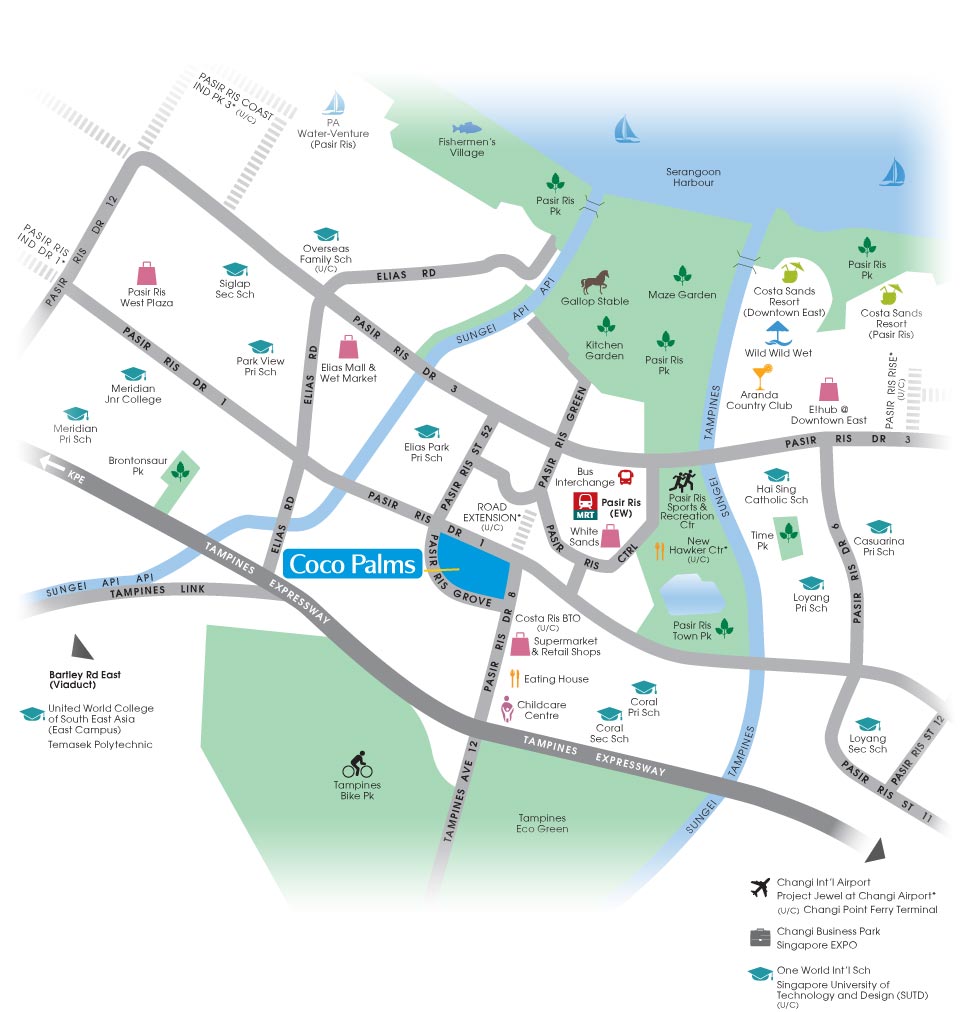 PASIR RIS COAST
IND PK 3* (U/C)
PA
Water-Venture
(Pasir Ris)
Fishermen's
Village
Serangoon
Harbour
Pasir Ris
Pk
PASIR RIS DR 12
PASIR RIS
IND DR 1*
Overseas
Family Sch
(U/C)
ELIAS RD
Pasir Ris
West Plaza
Siglap
Sec Sch
SUNGEI API API
Gallop Stable
Maze Garden
Costa Sands
Resort
(Downtown East)
Pasir Ris
Pk
Costa Sands
Resort
(Pasir Ris)
PASIR RIS DR 3
Kitchen
Garden
Pasir Ris
Pk
Wild Wild Wet
PASIR RIS DR 1
Park View
Pri Sch
ELIAS RD
Elias Mall &
Wet Market
Meridian
Jnr College
Meridian
Pri Sch
Aranda
Country Club
E!hub @
Downtown East
PASIR RIS RISE*
(U/C)
PASIR RIS GREEN
SUNGEI TAMPINES
PASIR RIS DR 3
Elias Park
Pri Sch
PASIR RIS ST 52
Brontonsaur
Pk
KPE
Bus
Interchange
MRT
Pasir Ris
(EW)
White
Sands
Pasir Ris
Sports &
Recreation
Ctr
Hai Sing
Catholic Sch
ROAD
EXTENSION*
(U/C)
PASIR RIS DR 1
ELIAS RD
PASIR RIS CTRL
New
Hawker Ctr*
(U/C)
Time
Pk
PASIR RIS DR 6
Casuarina
Pri Sch
Coco Palms
PASIR RIS GROVE
TAMPINES EXPRESSWAY
SUNGEI API API
TAMPINES LINK
Loyang
Pri Sch
PASIR RIS DR 8
Costa Ris BTO
(U/C)
Supermarket
& Retail Shops
Pasir Ris
Town Pk
Bartley Rd East
(Viaduct)
Eating House
Childcare
Centre
Coral
Pri Sch
Coral
Sec Sch
United World College
of South East Asia
(East Campus)
Temasek Polytechnic
Loyang
Sec Sch
PASIR RIS ST 12
PASIR RIS ST 11
TAMPINES EXPRESSWAY
SUNGEI TAMPINES
TAMPINES AVE 12
Tampines
Bike Pk
Tampines
Eco Green
Changi Int'l Airport
Project Jewel at Changi Airport*
(U/C) Changi Point Ferry Terminal
Changi Business Park
Singapore EXPO
One World Int'l Sch
Singapore University of
Technology and Design (SUTD)
(U/C)